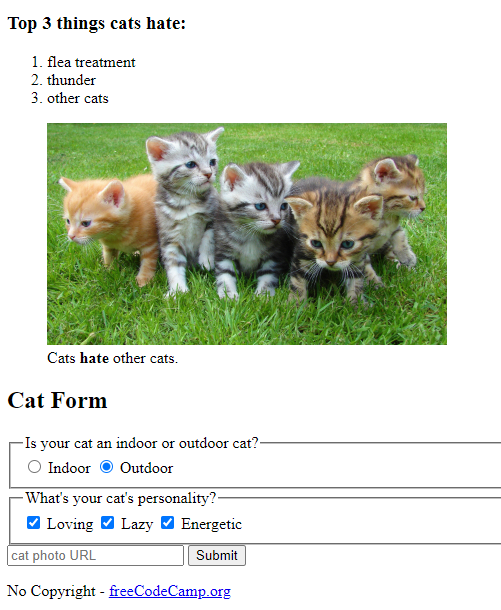 Top 3 things cats hate:
1. flea treatment
2. thunder
3. other cats
Cats hate other cats.
Cat Form
Is your cat an indoor or outdoor cat?
Indoor Outdoor
What's your cat's personality?
Loving Lazy Energetic
cat photo URL Submit
No Copyright - freeCodeCamp.org